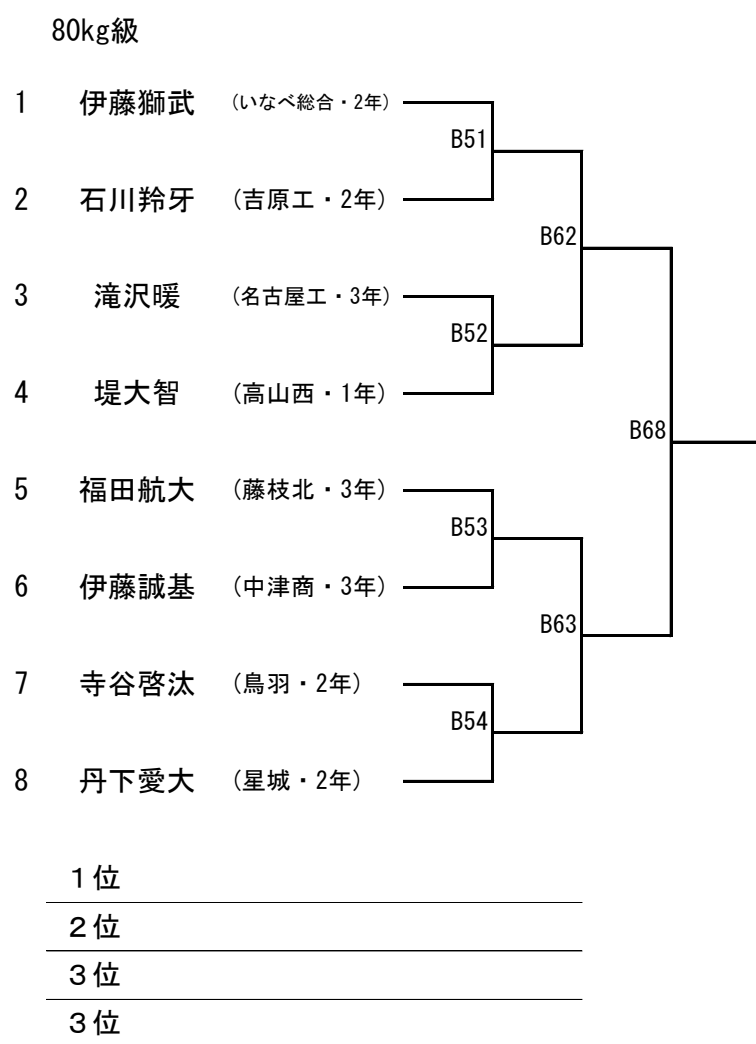 80kg級
1 伊藤獅武 (いなべ総合・2年)
B51
2 石川羚牙 (吉原工・2年)
B62
3 滝沢暖 (名古屋工・3年)
B52
4 堤大智 (高山西・1年)
B68
5 福田航大 (藤枝北・3年)
B53
6 伊藤誠基 (中津商・3年)
B63
7 寺谷啓汰 (鳥羽・2年)
B54
8 丹下愛大 (星城・2年)
１位
２位
３位
３位